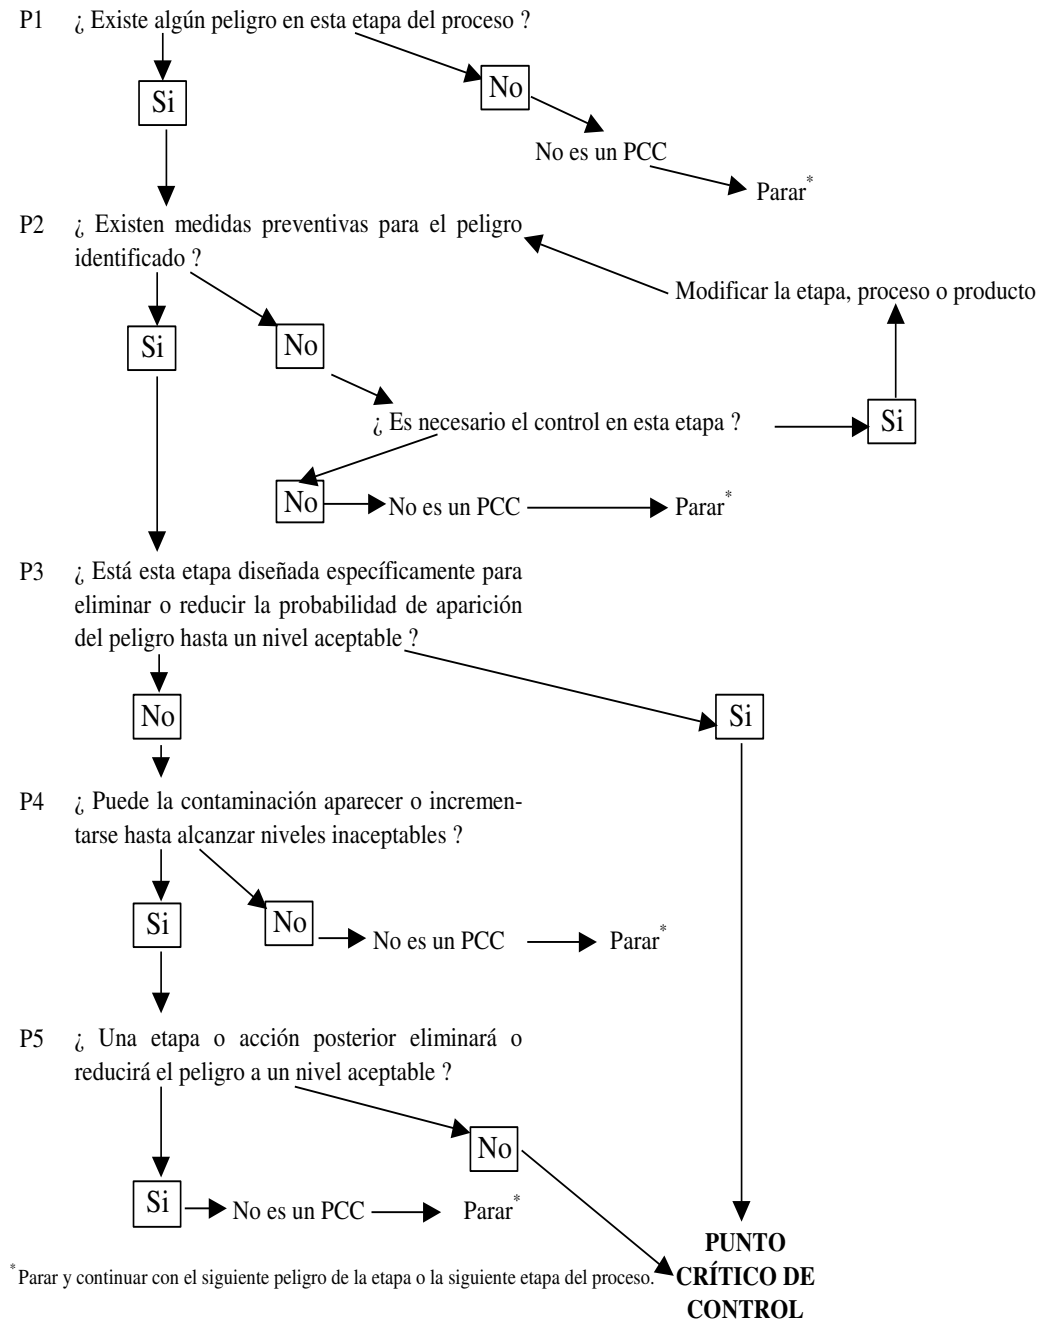 P1 ¿ Existe algún peligro en esta etapa del proceso ?
Si
No
No es un PCC
Parar*
P2 ¿ Existen medidas preventivas para el peligro
identificado ?
Modificar la etapa, proceso o producto
Si
No
¿ Es necesario el control en esta etapa ?
Si
No
No es un PCC
Parar*
P3 ¿ Está esta etapa diseñada específicamente para
eliminar o reducir la probabilidad de aparición
del peligro hasta un nivel aceptable ?
No
Si
P4 ¿ Puede la contaminación aparecer o incremen-
tarse hasta alcanzar niveles inaceptables ?
Si
No
No es un PCC
Parar*
P5 ¿ Una etapa o acción posterior eliminará o
reducirá el peligro a un nivel aceptable ?
No
Si
No es un PCC
Parar*
PUNTO
CRÍTICO DE
CONTROL
*Parar y continuar con el siguiente peligro de la etapa o la siguiente etapa del proceso.